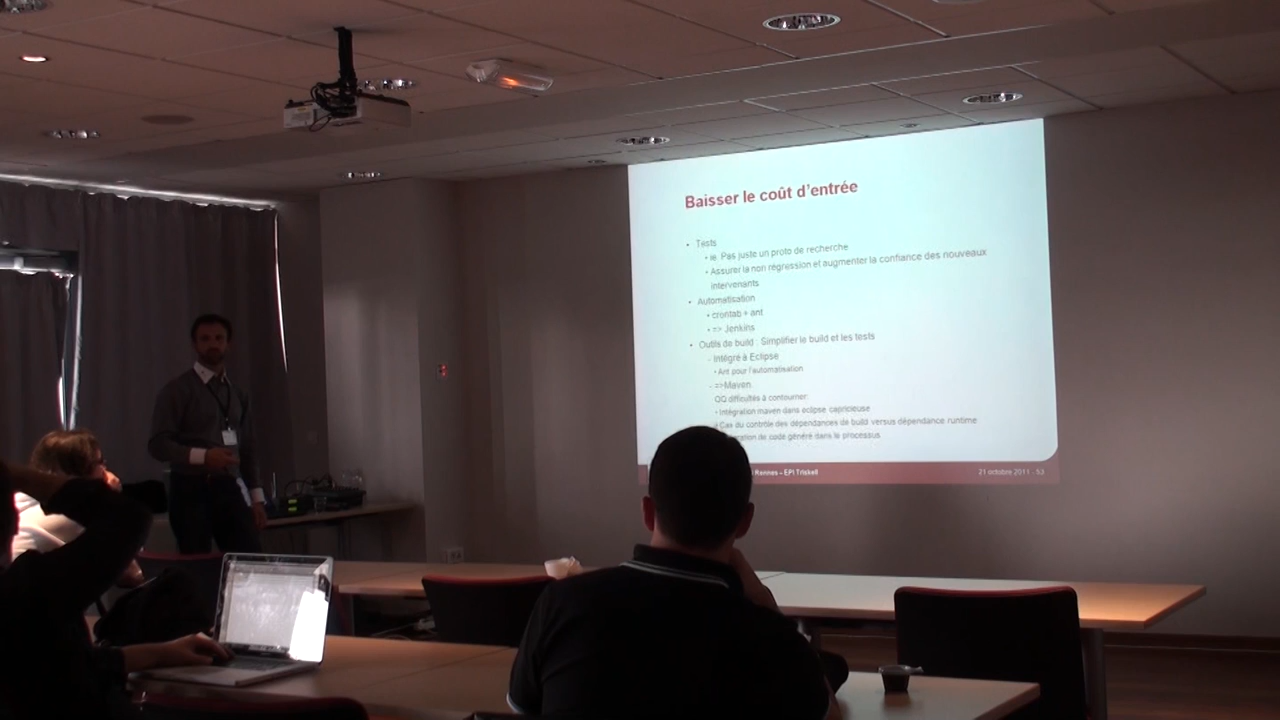 Baisser le coût d'entrée
• Tests
• ie. Pas juste un proto de recherche
• Assurer la non régression et augmenter la confiance des nouveaux
intervenants
• Automatisation
• crontab + ant
• => Jenkins
• Outils de build : Simplifier le build et les tests
- Intégré à Eclipse
• Ant pour l'automatisation
- =>Maven
QQ difficultés à contourner:
• Intégration maven dans eclipse capricieuse
• Cas du contrôle des dépendances de build versus dépendance runtime
de code généré dans le processus
Rennes – EPI Triskell
21 octobre 2011 - 53